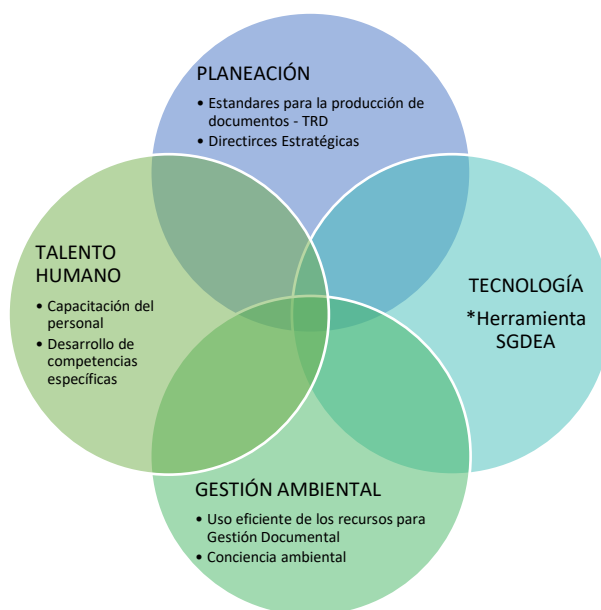 PLANEACIÓN
• Estandares para la producción de
documentos - TRD
• Directirces Estratégicas
TALENTO
HUMANO
• Capacitación del
personal
• Desarrollo de
competencias
específicas
TECNOLOGÍA
*Herramienta
SGDEA
GESTIÓN AMBIENTAL
• Uso eficiente de los recursos para
Gestión Documental
• Conciencia ambiental